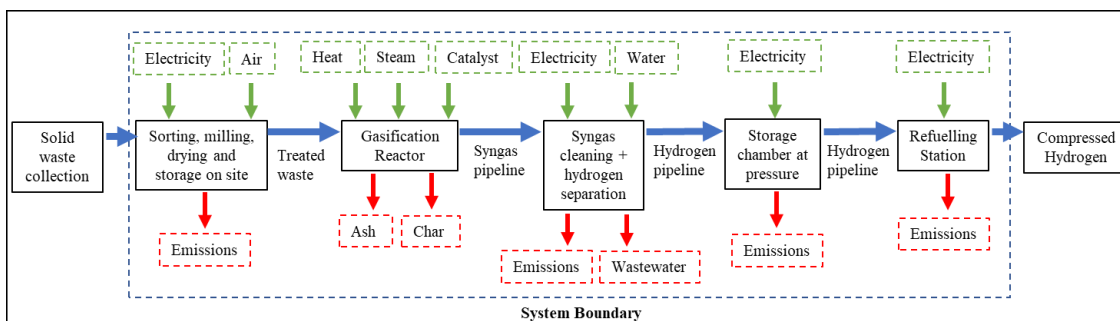 Electricity
Air
Heat
Steam
Catalyst
Electricity
Water
Electricity
Electricity
Solid
waste
collection
Sorting, milling,
drying and
storage on site
Treated
waste
Gasification
Reactor
Syngas
pipeline
Syngas
cleaning +
hydrogen
separation
Hydrogen
pipeline
Storage
chamber at
pressure
Hydrogen
pipeline
Refuelling
Station
Compressed
Hydrogen
Emissions
Ash
Char
Emissions
Wastewater
Emissions
Emissions
System Boundary